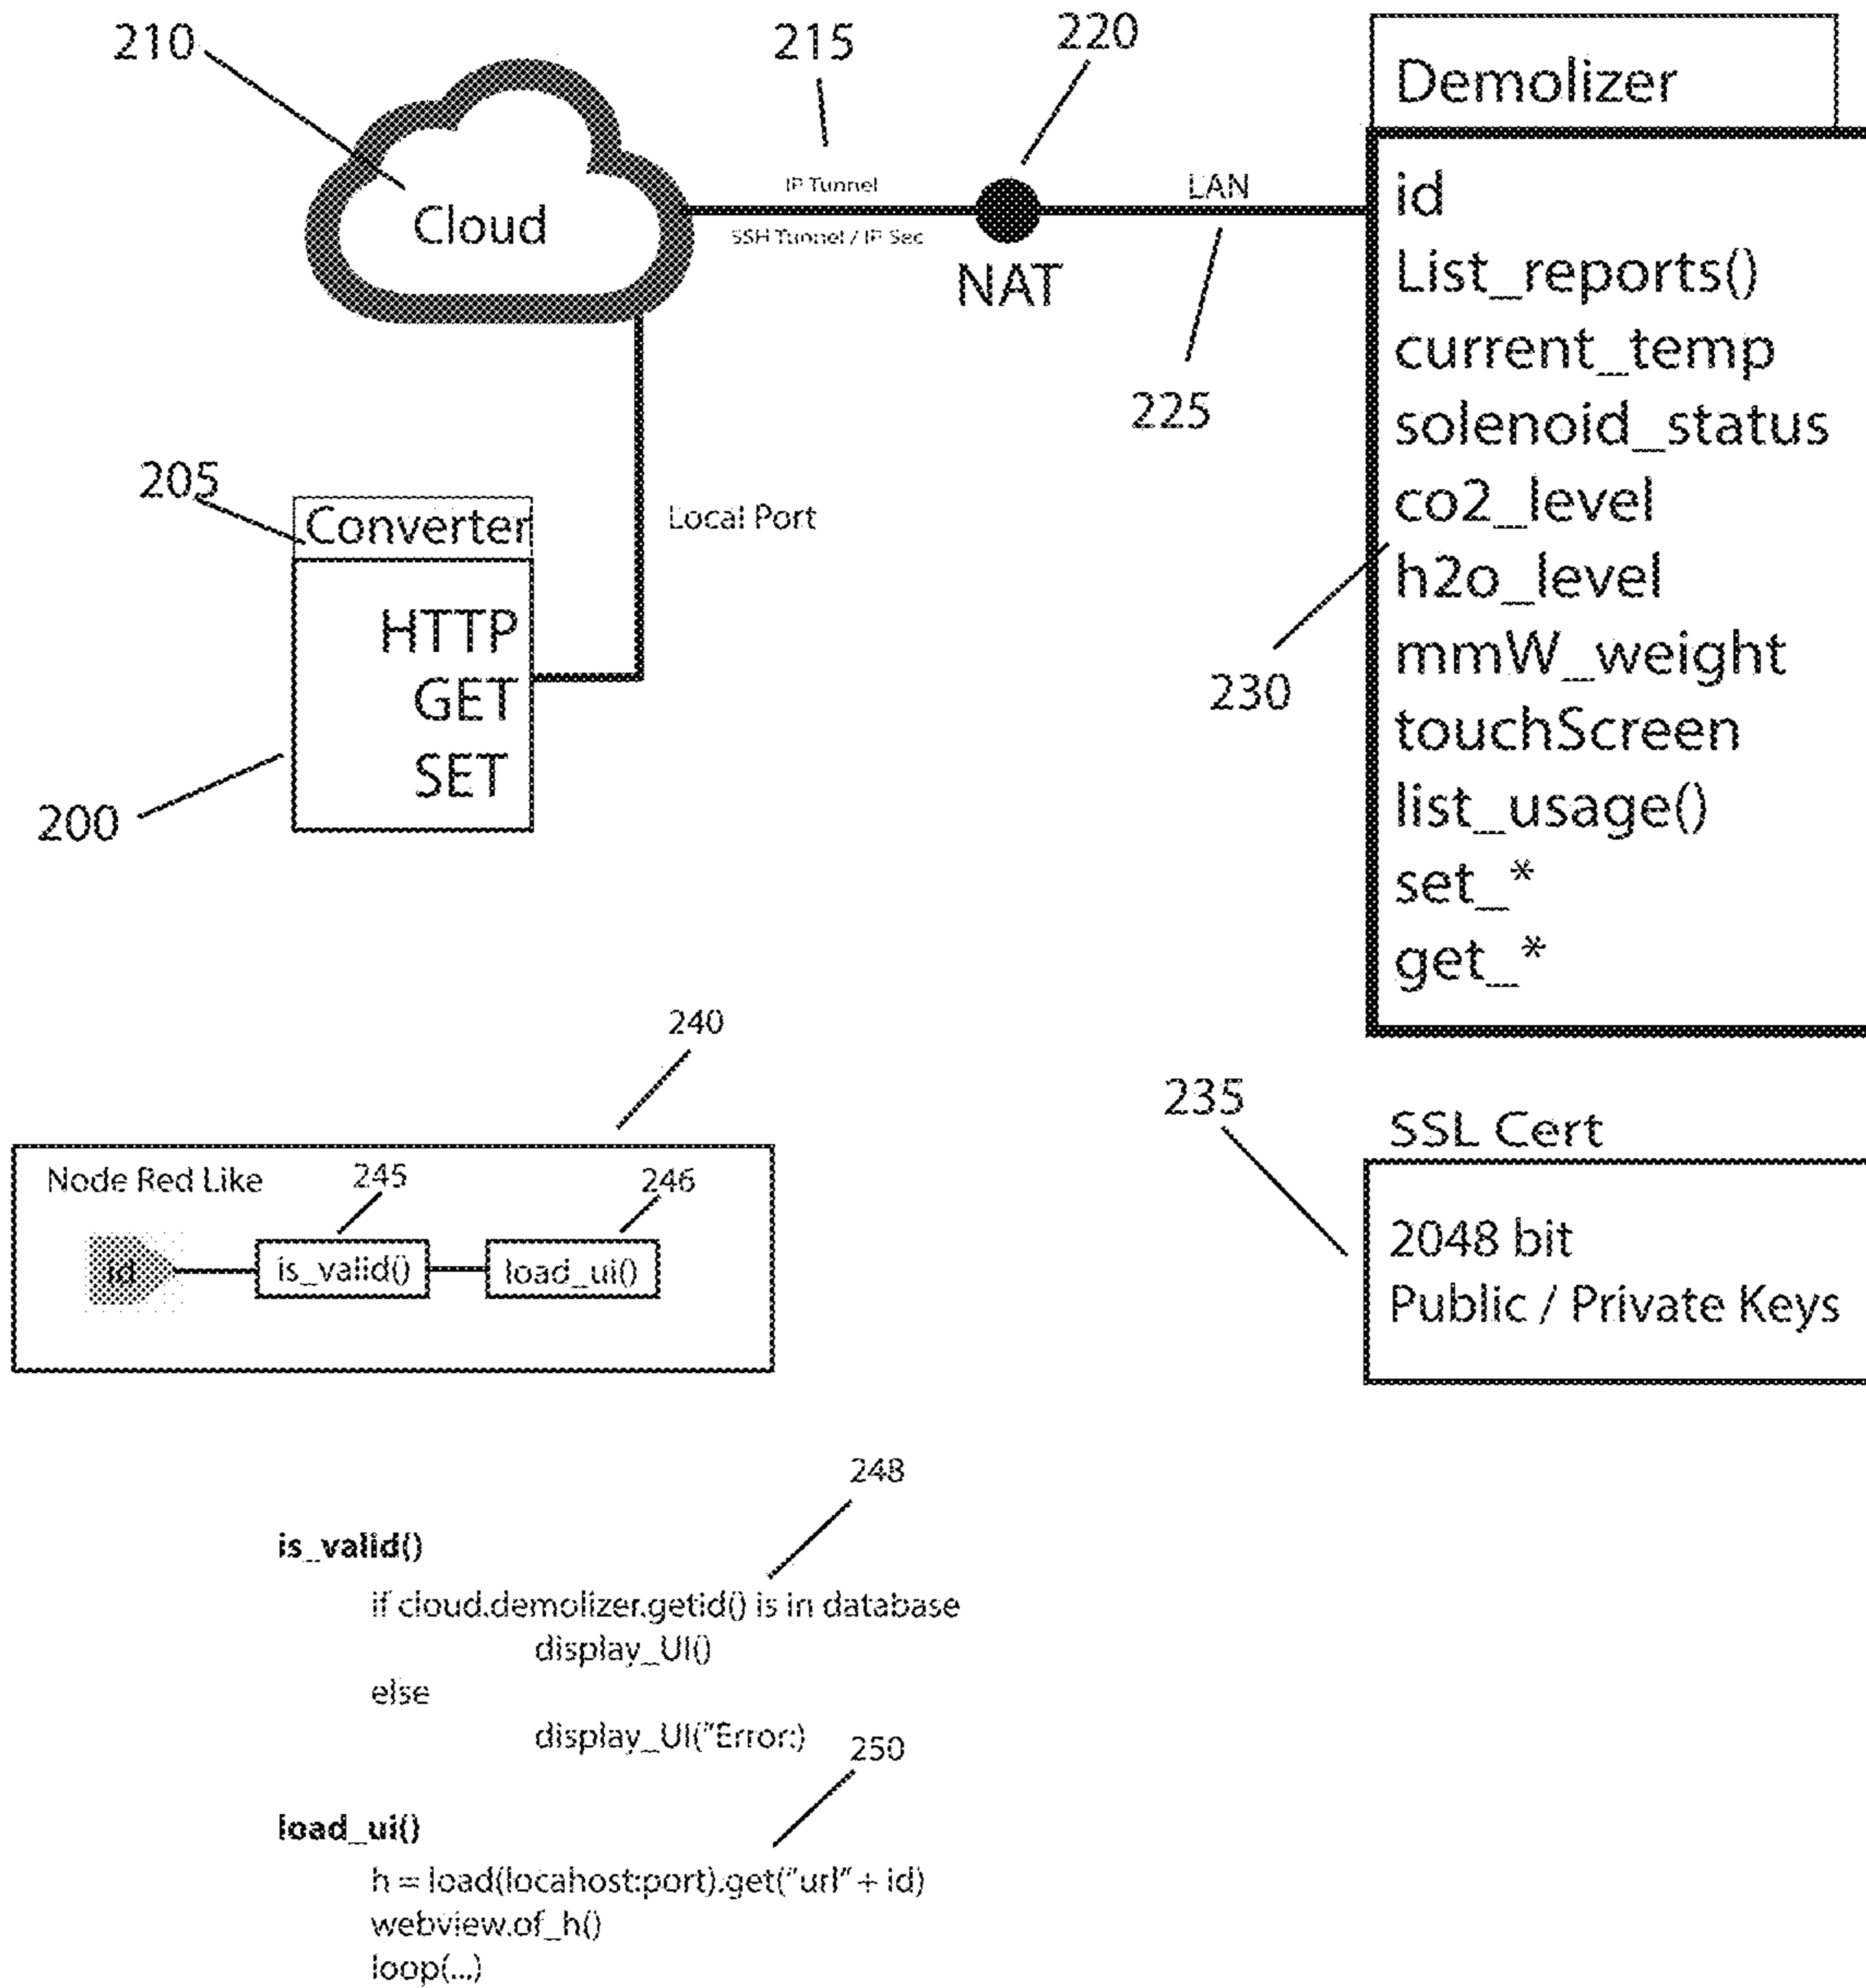 210
215
220
Demolizer
Cloud
IP Tunnel
SSH Tunnel / IP Sec
NAT
LAN
225
id
List_reports()
current_temp
solenoid_status
co2_level
h2o_level
mmW_weight
touchScreen
list_usage()
set_*
get_*
230
205
Converter
Local Port
HTTP
GET
SET
200
240
Node Red Like
245
246
id
is_valid()
load_ui()
235
SSL Cert
2048 bit
Public / Private Keys
248
is_valid()
if cloud.demolizer.getid() is in database
display_UI()
else
display_UI("Error:)
250
load_ui()
h = load(locahost:port).get("url" + id)
webview.of_h()
loop(...)